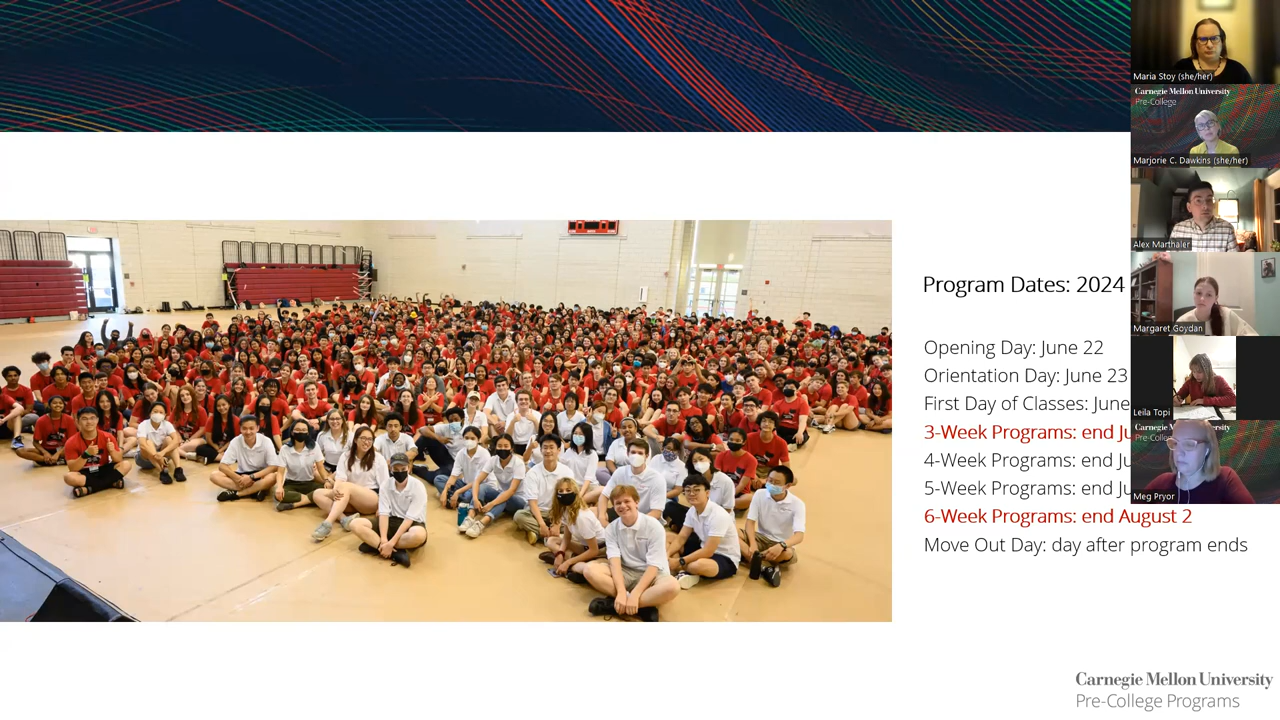 Program Dates: 2024
Opening Day: June 22
Orientation Day: June 23
First Day of Classes: June
3-Week Programs: end
4-Week Programs: end
5-Week Programs: end
6-Week Programs: end August 2
Move Out Day: day after program ends
Carnegie Mellon University
Pre-College Programs
Maria Stoy (she/her)
Carnegie Mellon University
Pre-College
Marjorie C. Dawkins (she/her)
Alex Marthaler
Margaret Goydan
Leila Topi
Meg Pryor